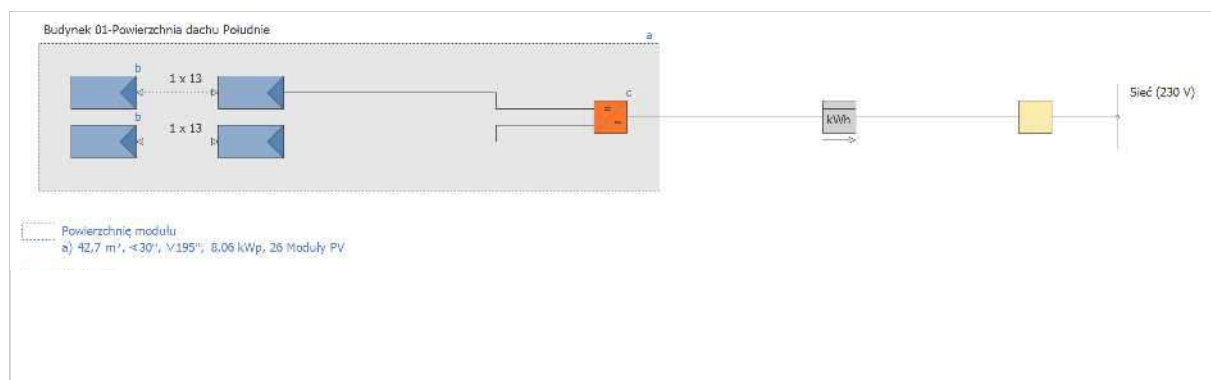 Budynek 01-Powierzchnia dachu Południe
a
b
1 x 13
c
b
1 x 13
=
~
kWh
Sieć (230 V)
Powierzchnię modułu
a) 42,7 m², ∢30°, ∨195°, 8.06 kWp, 26 Moduły PV